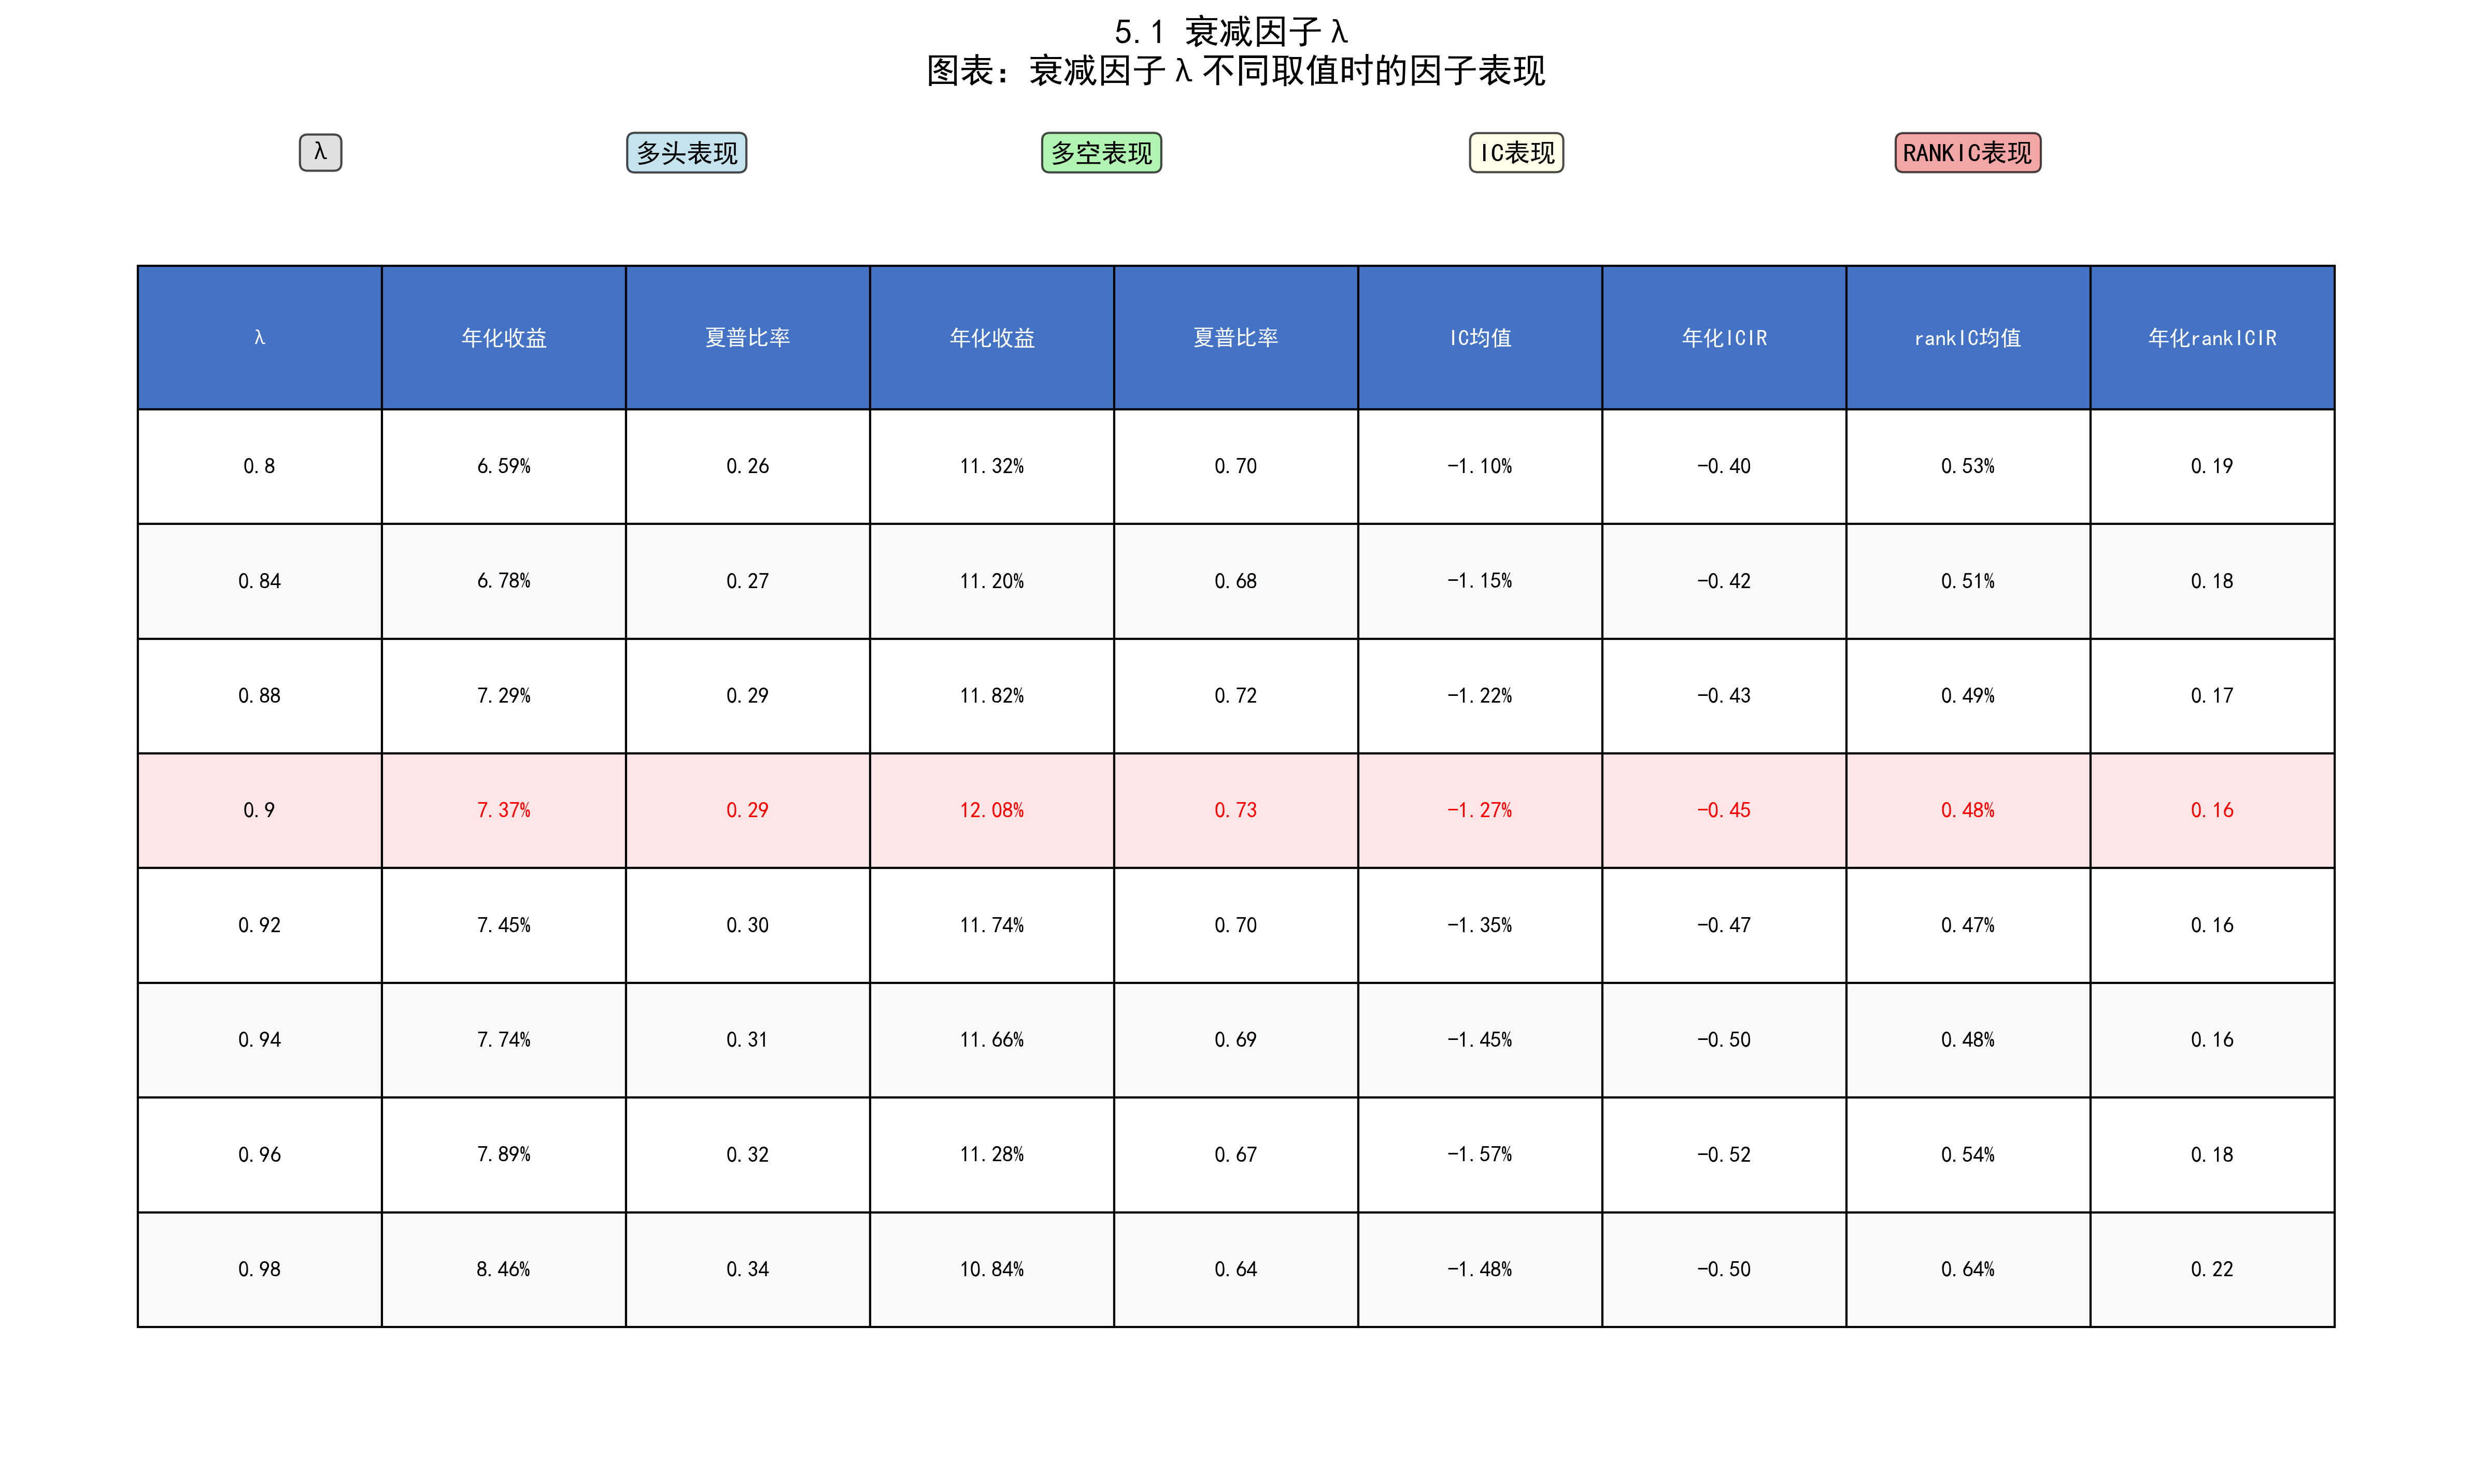 5.1 衰减因子λ
图表：衰减因子λ不同取值时的因子表现
λ 多头表现 多空表现 IC表现 RANKIC表现
λ 年化收益 夏普比率 年化收益 夏普比率 IC均值 年化ICIR rankIC均值 年化rankICIR
0.8 6.59% 0.26 11.32% 0.70 -1.10% -0.40 0.53% 0.19
0.84 6.78% 0.27 11.20% 0.68 -1.15% -0.42 0.51% 0.18
0.88 7.29% 0.29 11.82% 0.72 -1.22% -0.43 0.49% 0.17
0.9 7.37% 0.29 12.08% 0.73 -1.27% -0.45 0.48% 0.16
0.92 7.45% 0.30 11.74% 0.70 -1.35% -0.47 0.47% 0.16
0.94 7.74% 0.31 11.66% 0.69 -1.45% -0.50 0.48% 0.16
0.96 7.89% 0.32 11.28% 0.67 -1.57% -0.52 0.54% 0.18
0.98 8.46% 0.34 10.84% 0.64 -1.48% -0.50 0.64% 0.22